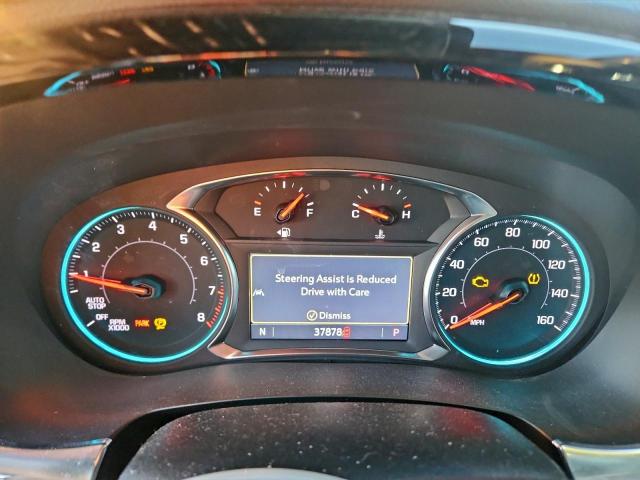 E F
C H
1 2 3 4 5 6 7 8
AUTO
STOP
OFF
RPM
X1000
PARK
Steering Assist is Reduced
Drive with Care
Dismiss
N 37878 P
0 20 40 60 80 100 120 140 160
MPH